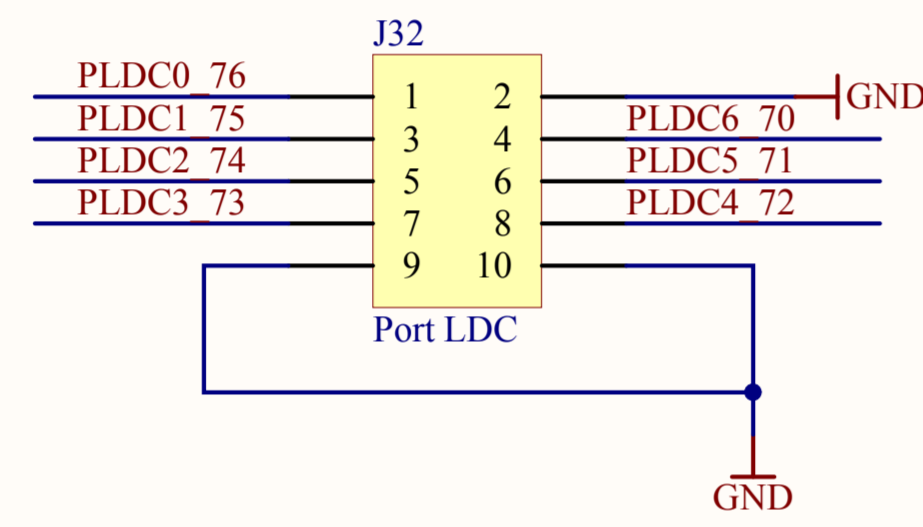 J32
PLDC0_76
1 2
GND
PLDC1_75
3 4
PLDC6_70
PLDC2_74
5 6
PLDC5_71
PLDC3_73
7 8
PLDC4_72
9 10
Port LDC
GND